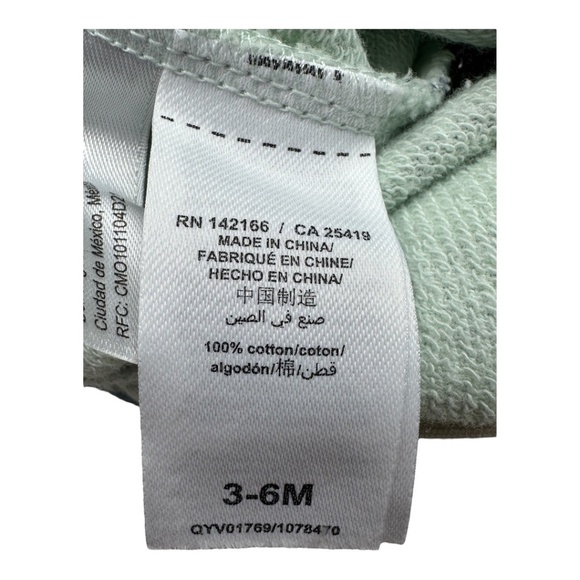 RN 142166 / CA 25419
MADE IN CHINA/
FABRIQUÉ EN CHINE/
HECHO EN CHINA/
中国制造
صنع في الصين
100% cotton/coton/
algodón/棉/قطن/
3-6M
QYV01769/1078470
Ciudad de México, Mé
RFC: CMO101104D2